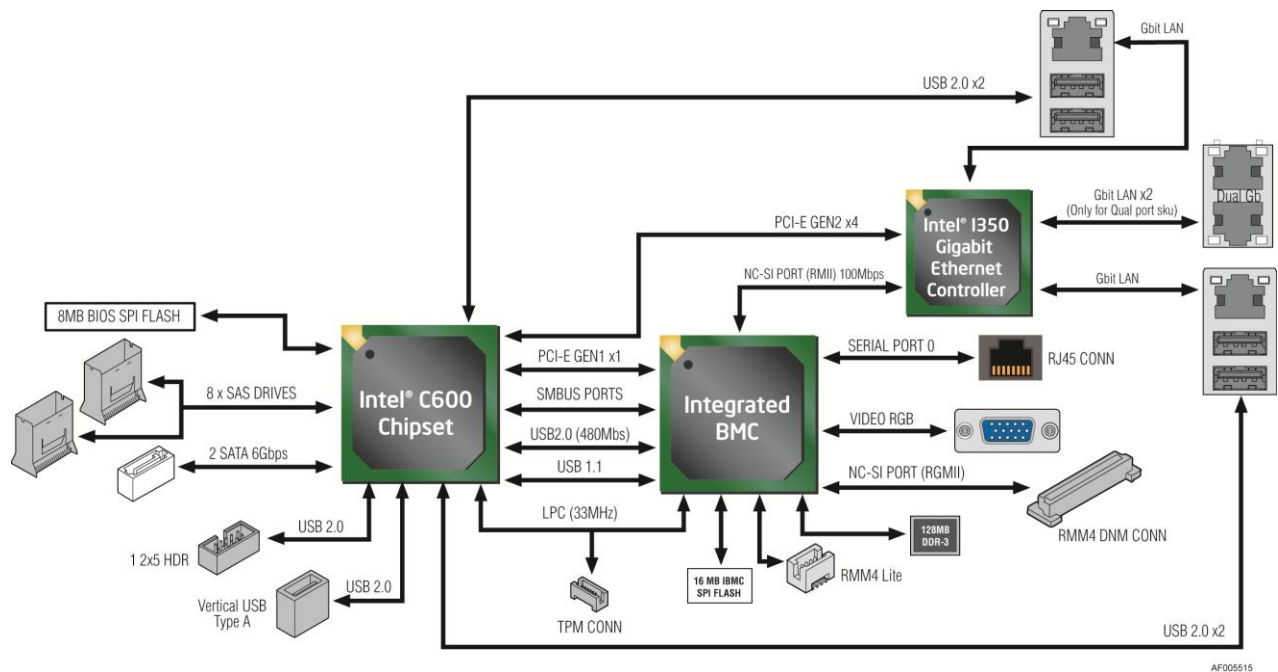 Gbit LAN
USB 2.0 x2
Gbit LAN x2
(Only for Qual port sku)
Dual Gb
Intel® I350
Gigabit
Ethernet
Controller
PCI-E GEN2 x4
NC-SI PORT (RMII) 100Mbps
Gbit LAN
8MB BIOS SPI FLASH
PCI-E GEN1 x1
SERIAL PORT 0
RJ45 CONN
8 x SAS DRIVES
Intel® C600
Chipset
SMBUS PORTS
Integrated
BMC
VIDEO RGB
USB2.0 (480Mbs)
2 SATA 6Gbps
USB 1.1
NC-SI PORT (RGMII)
LPC (33MHz)
USB 2.0
1 2x5 HDR
128MB
DDR-3
RMM4 DNM CONN
RMM4 Lite
16 MB IBMC
SPI FLASH
USB 2.0
Vertical USB
Type A
TPM CONN
USB 2.0 x2
AF005515